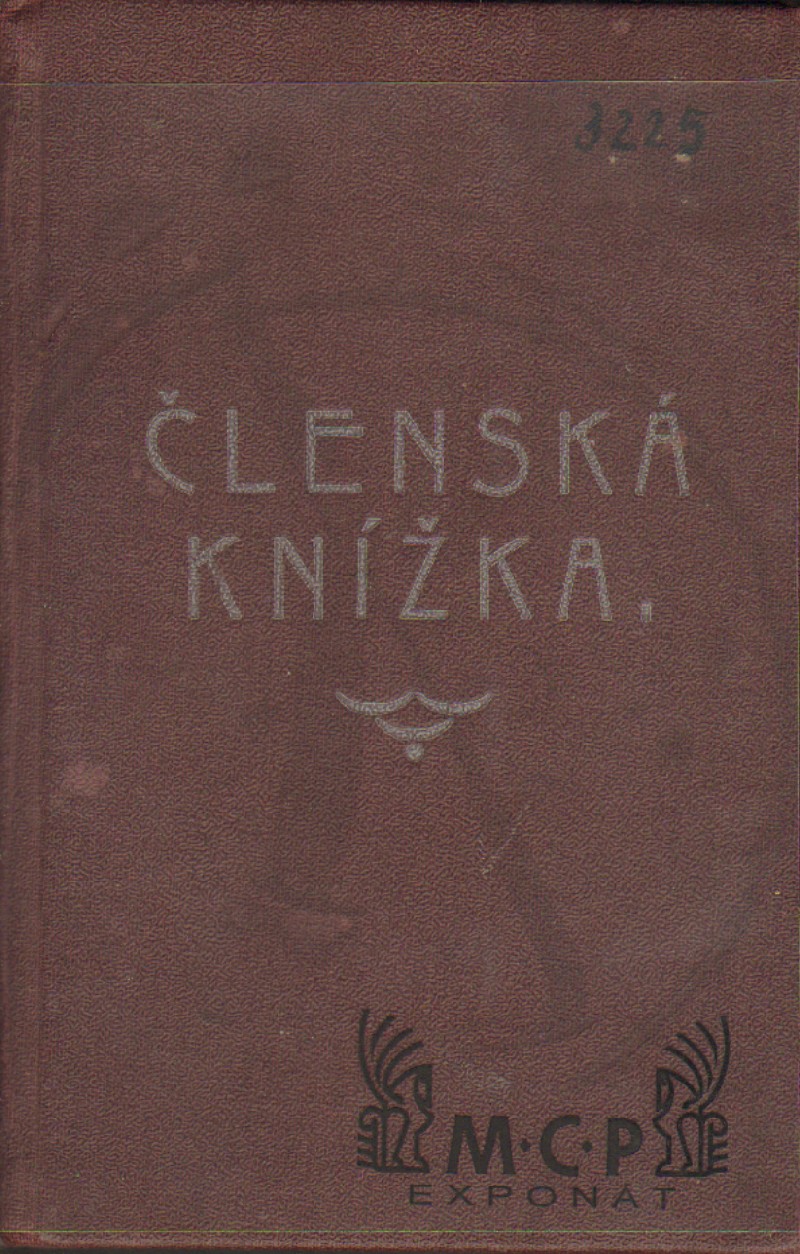 3225
ČLENSKÁ
KNÍŽKA.
M·C·P
EXPONAT